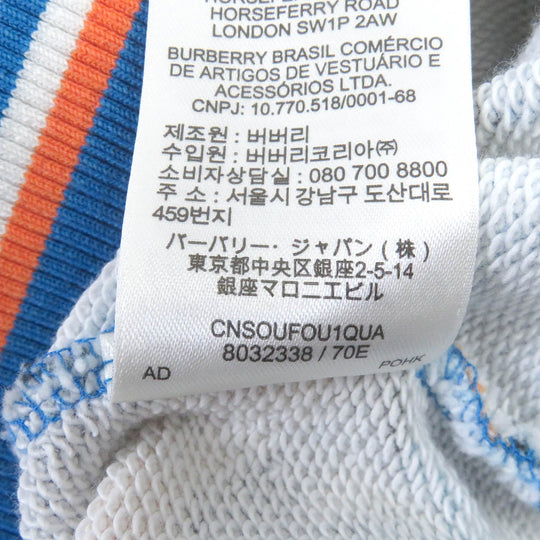 HORSEFERRY ROAD
LONDON SW1P 2AW
BURBERRY BRASIL COMÉRCIO
DE ARTIGOS DE VESTUÁRIO E
ACESSÓRIOS LTDA.
CNPJ: 10.770.518/0001-68
제조원 : 버버리
수입원 : 버버리코리아㈜
소비자상담실 : 080 700 8800
주 소 : 서울시 강남구 도산대로
459번지
バーバリー・ジャパン(株)
東京都中央区銀座2-5-14
銀座マロニエビル
CNSOUFOU1QUA
8032338 / 70E
AD
POHK